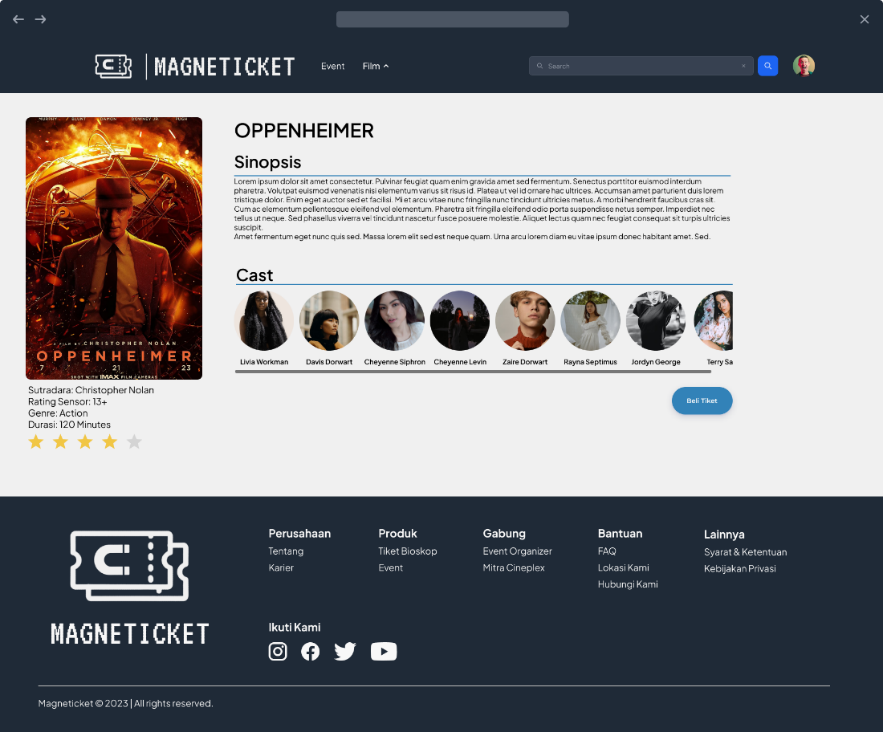 MAGNETICKET
Event
Film
Search
MURPHY
BLUNT
DAMON
DOWNEY JR
PUGH
A FILM BY CHRISTOPHER NOLAN
OPPENHEIMER
7 21 23
SHOT WITH IMAX FILM CAMERAS
Sutradara: Christopher Nolan
Rating Sensor: 13+
Genre: Action
Durasi: 120 Minutes
OPPENHEIMER
Sinopsis
Lorem ipsum dolor sit amet consectetur. Pulvinar feugiat quam enim gravida amet sed fermentum. Senectus porttitor euismod interdum
pharetra. Volutpat euismod venenatis nisi elementum varius sit risus id. Platea ut vel id ornare hac ultrices. Accumsan amet parturient duis lorem
tristique dolor. Enim eget auctor sed et facilisi. Mi et arcu vitae nunc fringilla nunc tincidunt ultricies metus. A morbi hendrerit faucibus cras sit.
Cum ac elementum pellentesque eleifend vol elementum. Pharetra sit fringilla eleifend odio porta suspendisse netus semper. Imperdiet nec
tellus ut neque. Sed phasellus viverra vel tincidunt nascetur fusce posuere molestie. Aliquet lectus quam nec feugiat consequat sit turpis ultricies
suscipit.
Amet fermentum eget nunc quis sed. Massa lorem elit sed est neque quam. Urna arcu lorem diam eu vitae ipsum donec habitant amet. Sed.
Cast
Livia Workman
Davis Dorwart
Cheyenne Siphron
Cheyenne Levin
Zaire Dorwart
Rayna Septimus
Jordyn George
Terry Sa
Beli Tiket
MAGNETICKET
Perusahaan
Tentang
Karier
Produk
Tiket Bioskop
Event
Gabung
Event Organizer
Mitra Cineplex
Bantuan
FAQ
Lokasi Kami
Hubungi Kami
Lainnya
Syarat & Ketentuan
Kebijakan Privasi
Ikuti Kami
Magneticket © 2023 | All rights reserved.